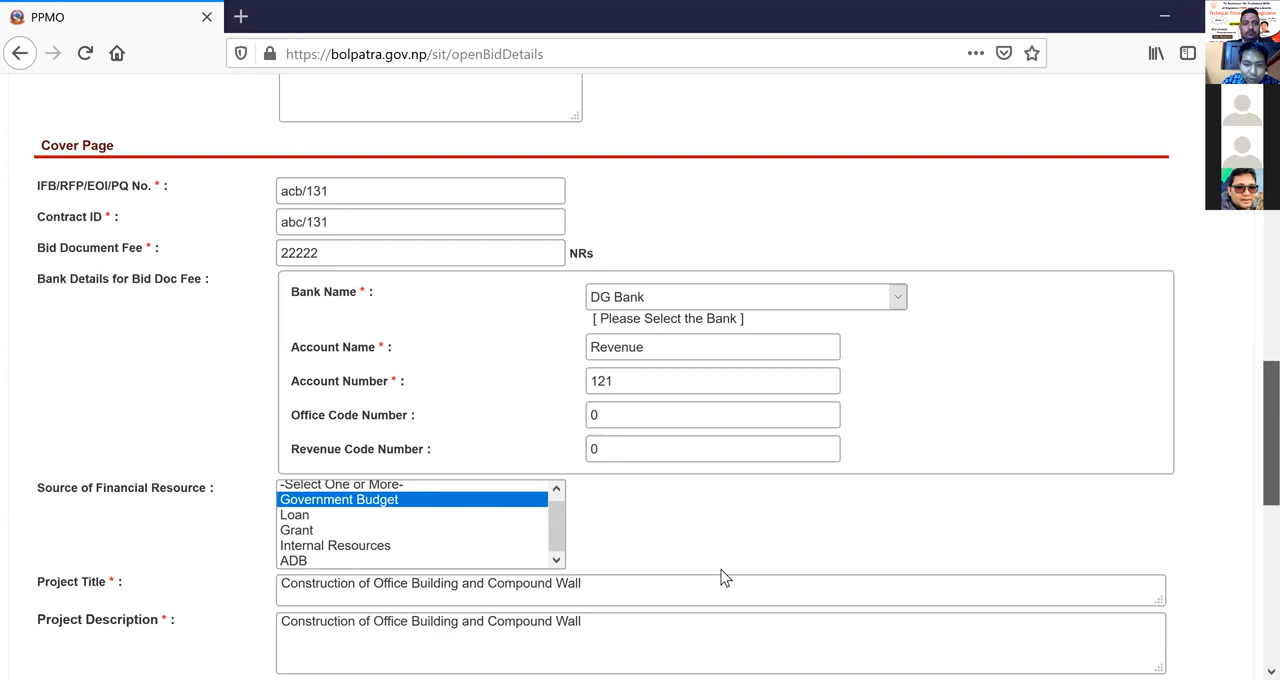 PPMO
https://bolpatra.gov.np/sit/openBidDetails
Cover Page
IFB/RFP/EOI/PQ No. * :
acb/131
Contract ID * :
abc/131
Bid Document Fee * :
22222
NRs
Bank Details for Bid Doc Fee :
Bank Name * :
DG Bank
[ Please Select the Bank ]
Account Name * :
Revenue
Account Number * :
121
Office Code Number :
0
Revenue Code Number :
0
Source of Financial Resource :
-Select One or More-
Government Budget
Loan
Grant
Internal Resources
ADB
Project Title * :
Construction of Office Building and Compound Wall
Project Description * :
Construction of Office Building and Compound Wall